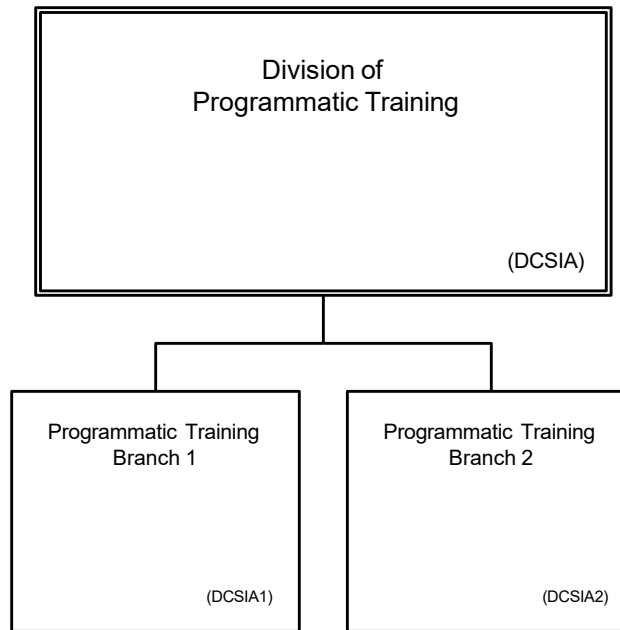 Division of
Programmatic Training
(DCSIA)
Programmatic Training
Branch 1
(DCSIA1)
Programmatic Training
Branch 2
(DCSIA2)